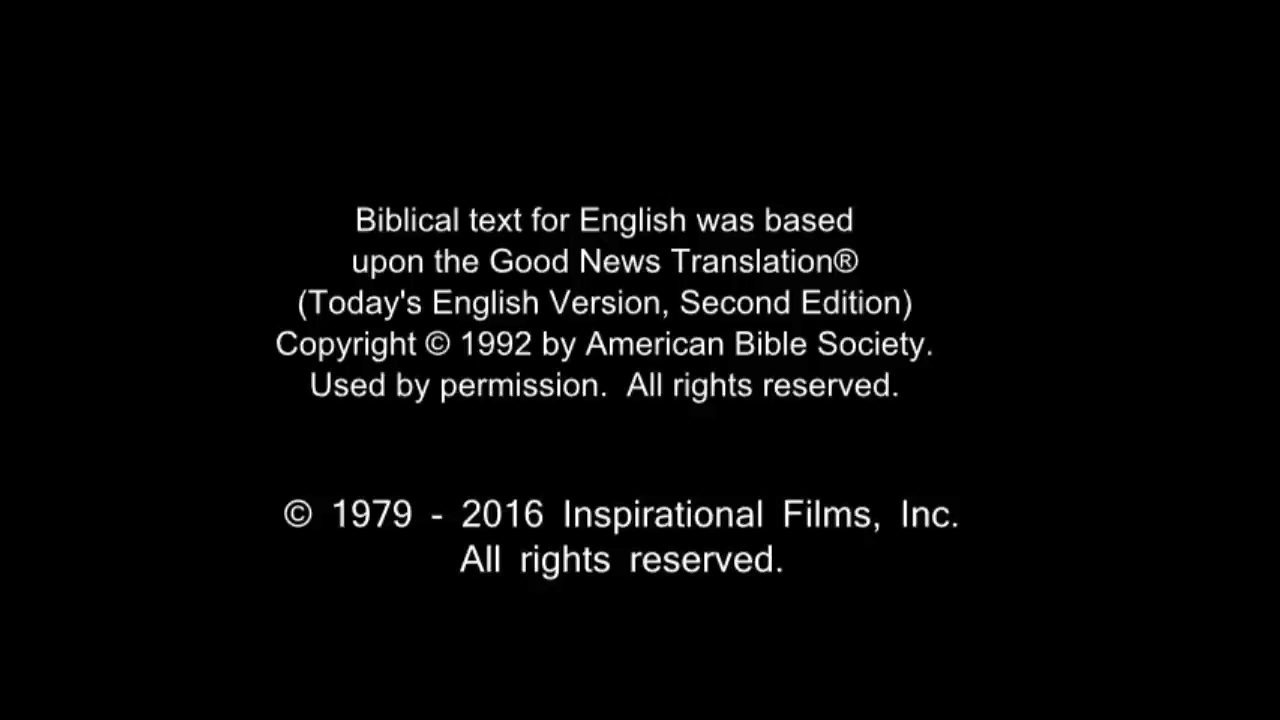 Biblical text for English was based
upon the Good News Translation®
(Today's English Version, Second Edition)
Copyright © 1992 by American Bible Society.
Used by permission.  All rights reserved.
© 1979 - 2016 Inspirational Films, Inc.
All rights reserved.